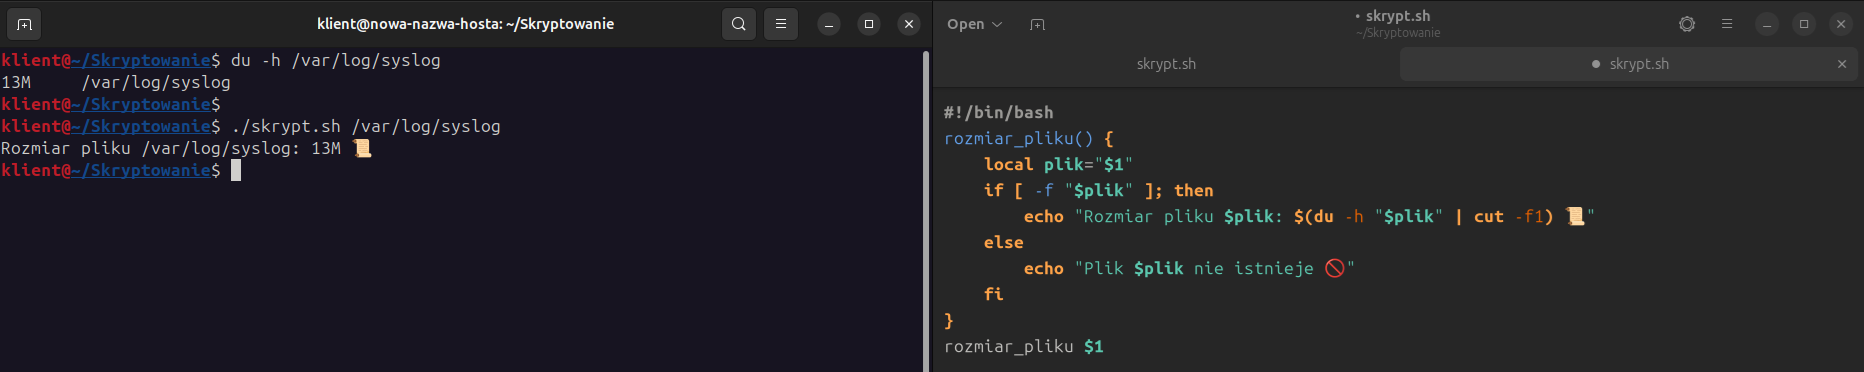 klient@nowa-nazwa-hosta: ~/Skryptowanie
klient@~/Skryptowanie$ du -h /var/log/syslog
13M     /var/log/syslog
klient@~/Skryptowanie$
klient@~/Skryptowanie$ ./skrypt.sh /var/log/syslog
Rozmiar pliku /var/log/syslog: 13M 📜
klient@~/Skryptowanie$
Open
• skrypt.sh
~/Skryptowanie
skrypt.sh
● skrypt.sh
#!/bin/bash
rozmiar_pliku() {
    local plik="$1"
    if [ -f "$plik" ]; then
        echo "Rozmiar pliku $plik: $(du -h "$plik" | cut -f1) 📜"
    else
        echo "Plik $plik nie istnieje 🚫"
    fi
}
rozmiar_pliku $1